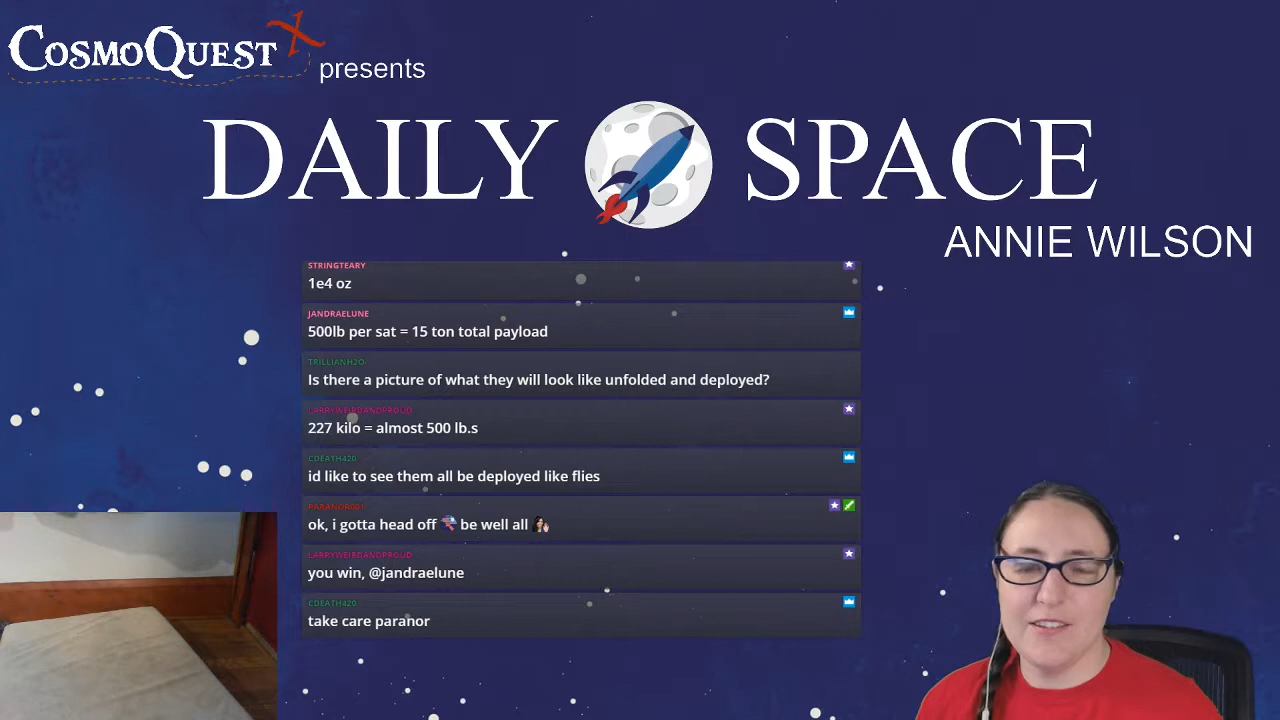 CosmoQuest X
presents
DAILY SPACE
ANNIE WILSON
STRINGTEARY
1e4 oz
JANDRAELUNE
500lb per sat = 15 ton total payload
TRILLIANH2O
Is there a picture of what they will look like unfolded and deployed?
LARRYWEIRDANDPROUD
227 kilo = almost 500 lb.s
CDEATH420
id like to see them all be deployed like flies
PARANOR001
ok, i gotta head off be well all
LARRYWEIRDANDPROUD
you win, @jandraelune
CDEATH420
take care paranor